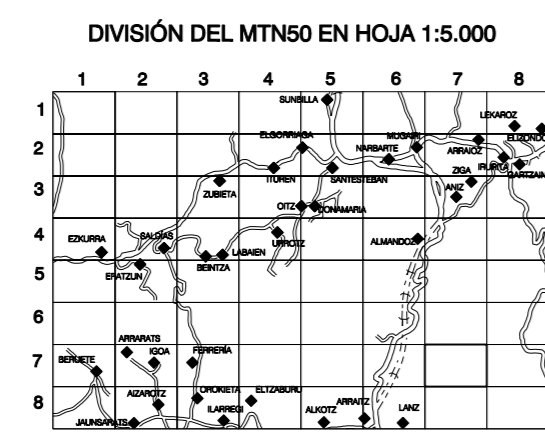 DIVISIÓN DEL MTN50 EN HOJA 1:5.000
1 2 3 4 5 6 7 8
1
SUNBILLA
LEKAROZ
ELIZONDO
2
ELGORRIAGA
MUGAIRI
NARBARTE
ARRAIOZ
IRURITA
GARTZAIN
ITUREN
SANTESTEBAN
ZIGA
3
ZUBIETA
ANIZ
OITZ
DONAMARIA
4
EZKURRA
SALDÍAS
URROTZ
ALMANDOZ
LABAIEN
BEINTZA
5
ERATZUN
6
ARRARATS
7
BERUETE
IGOA
FERRERÍA
8
AIZAROTZ
OROKIETA
ELTZABURU
ILARREGI
JAUNSARATS
ALKOTZ
ARRAITZ
LANZ